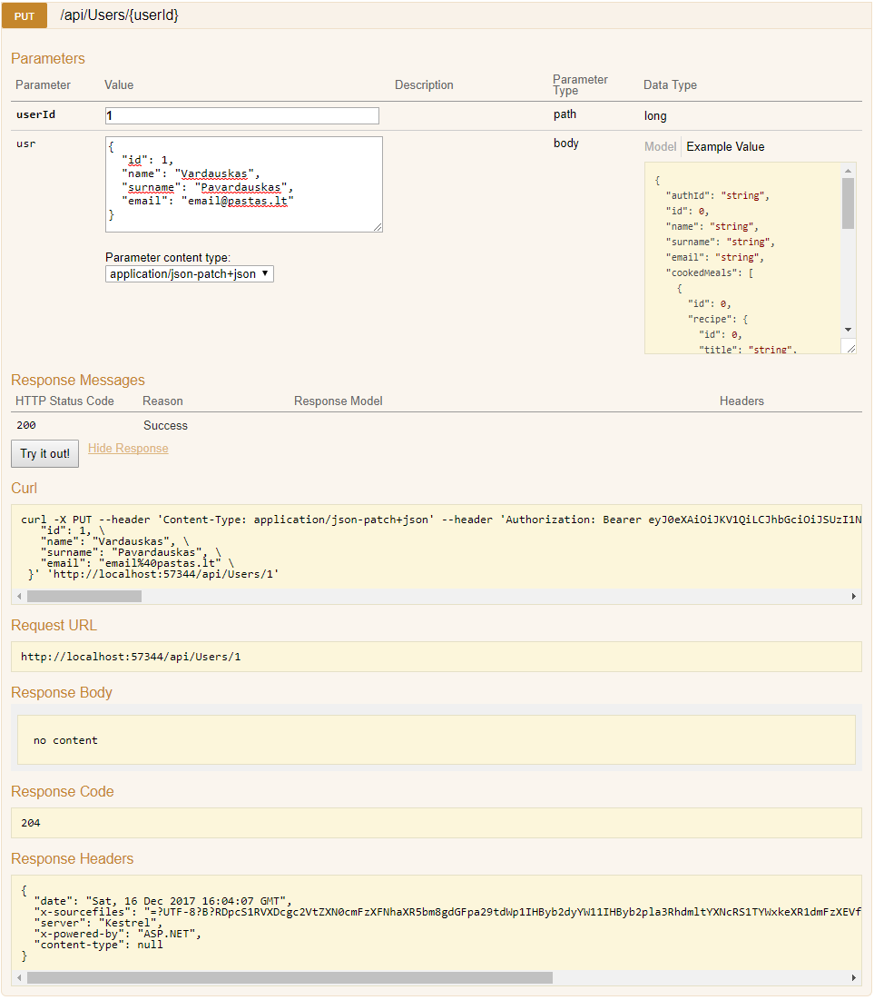 PUT /api/Users/{userId}
Parameters
Parameter Value Description Parameter Type Data Type
userId 1 path long
usr
{
"id": 1,
"name": "Vardauskas",
"surname": "Pavardauskas",
"email": "email@pastas.lt"
}
Parameter content type:
application/json-patch+json
body
Model Example Value
{
"authId": "string",
"id": 0,
"name": "string",
"surname": "string",
"email": "string",
"cookedMeals": [
{
"id": 0,
"recipe": {
"id": 0,
"title": "string",
Response Messages
HTTP Status Code Reason Response Model Headers
200 Success
Try it out! Hide Response
Curl
curl -X PUT --header 'Content-Type: application/json-patch+json' --header 'Authorization: Bearer eyJ0eXAiOiJKV1QiLCJhbGciOiJSUzI1N
"id": 1, \
"name": "Vardauskas", \
"surname": "Pavardauskas", \
"email": "email%40pastas.lt" \
}' 'http://localhost:57344/api/Users/1'
Request URL
http://localhost:57344/api/Users/1
Response Body
no content
Response Code
204
Response Headers
{
"date": "Sat, 16 Dec 2017 16:04:07 GMT",
"x-sourcefiles": "=?UTF-8?B?RDpcS1RVXDcgc2VtZXN0cmFzXFNhaXR5bm8gdGFpa29tdWp1IHByb2dyYW11IHByb2pla3RhdmltYXNcRS1TYWxkeXR1dmFzXEVf
"server": "Kestrel",
"x-powered-by": "ASP.NET",
"content-type": null
}